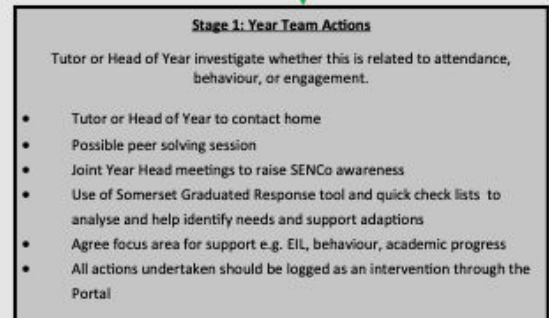 Stage 1: Year Team Actions
Tutor or Head of Year investigate whether this is related to attendance,
behaviour, or engagement.
• Tutor or Head of Year to contact home
• Possible peer solving session
• Joint Year Head meetings to raise SENCo awareness
• Use of Somerset Graduated Response tool and quick check lists to
analyse and help identify needs and support adaptions
• Agree focus area for support e.g. EIL, behaviour, academic progress
• All actions undertaken should be logged as an intervention through the
Portal